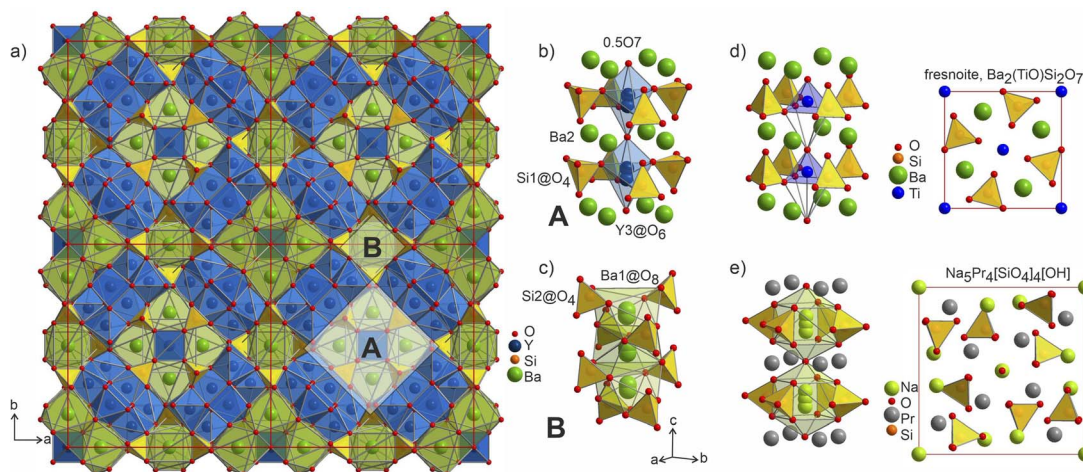 a)
B
A
b
a
O
Y
Si
Ba
b)
0.5O7
Ba2
Si1@O4
Y3@O6
A
c)
Ba1@O8
Si2@O4
B
c
a
b
d)
fresnoite, Ba2(TiO)Si2O7
O
Si
Ba
Ti
e)
Na5Pr4[SiO4]4[OH]
Na
O
Pr
Si